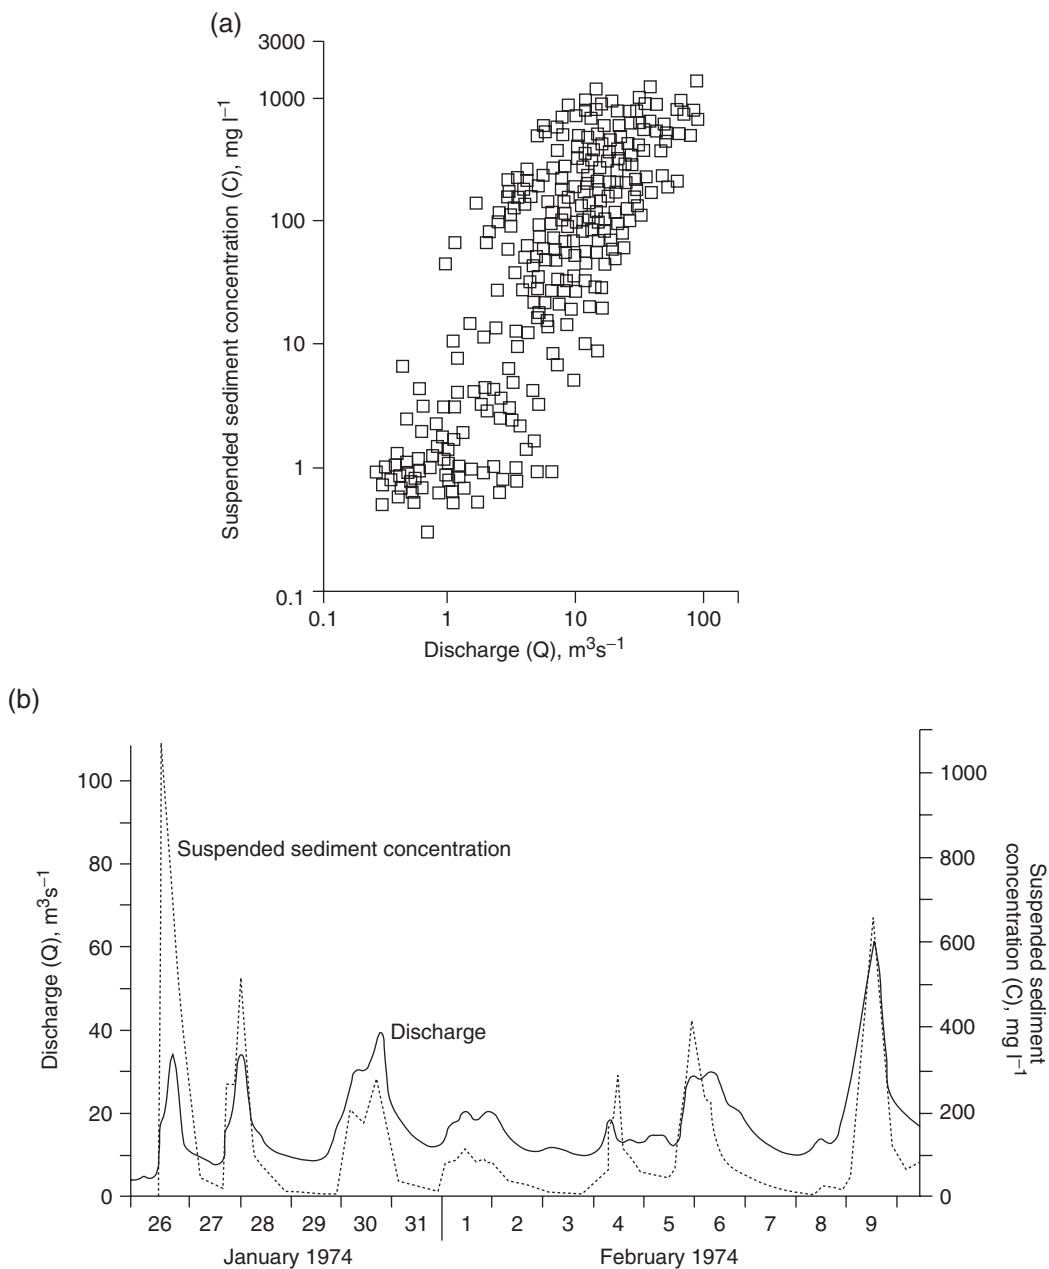 (a)
3000
1000
100
10
1
0.1
Suspended sediment concentration (C), mg l⁻¹
0.1 1 10 100
Discharge (Q), m³s⁻¹
(b)
100
80
60
40
20
0
Discharge (Q), m³s⁻¹
Suspended sediment concentration
Discharge
1000
800
600
400
200
0
Suspended sediment
concentration (C), mg l⁻¹
26 27 28 29 30 31 1 2 3 4 5 6 7 8 9
January 1974 February 1974